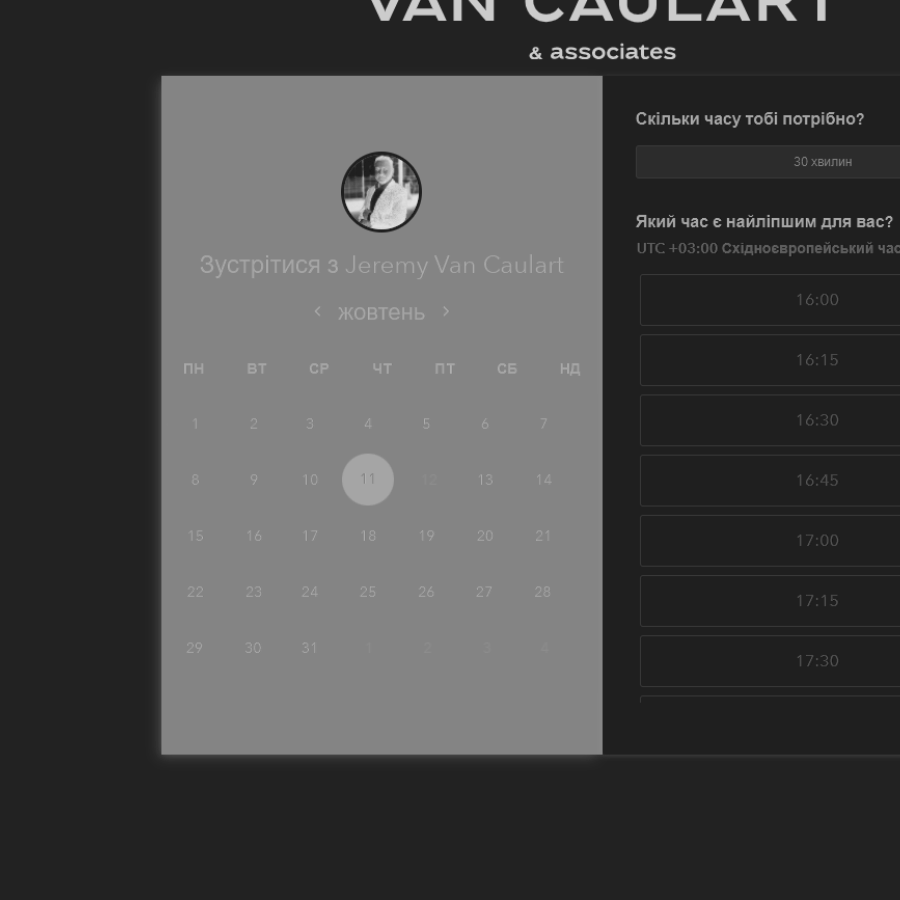 VAN CAULART
& associates
Зустрітися з Jeremy Van Caulart
жовтень
ПН ВТ СР ЧТ ПТ СБ НД
1 2 3 4 5 6 7
8 9 10 11 12 13 14
15 16 17 18 19 20 21
22 23 24 25 26 27 28
29 30 31 1 2 3 4
Скільки часу тобі потрібно?
30 хвилин
Який час є найліпшим для вас?
UTC +03:00 Східноєвропейський час
16:00
16:15
16:30
16:45
17:00
17:15
17:30